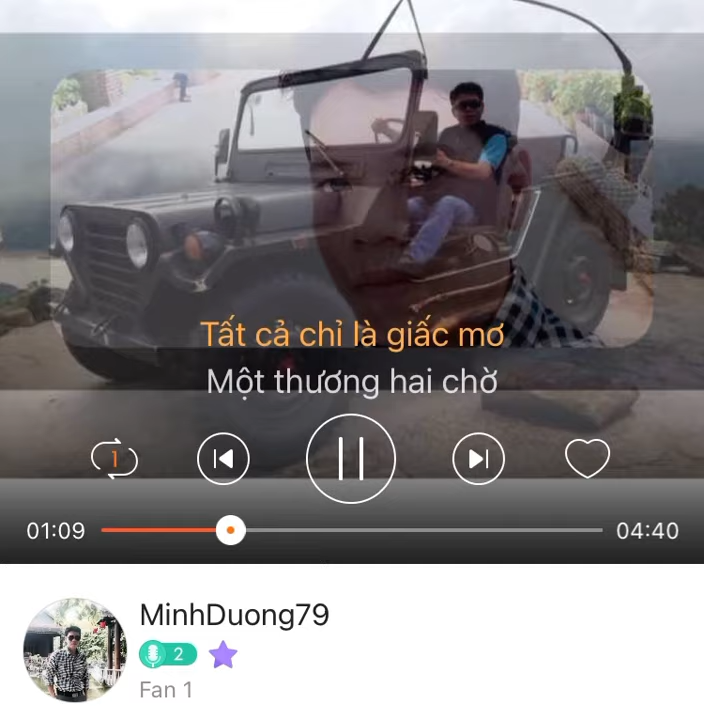 Tất cả chỉ là giấc mơ
Một thương hai chờ
1
01:09
04:40
MinhDuong79
2
Fan 1